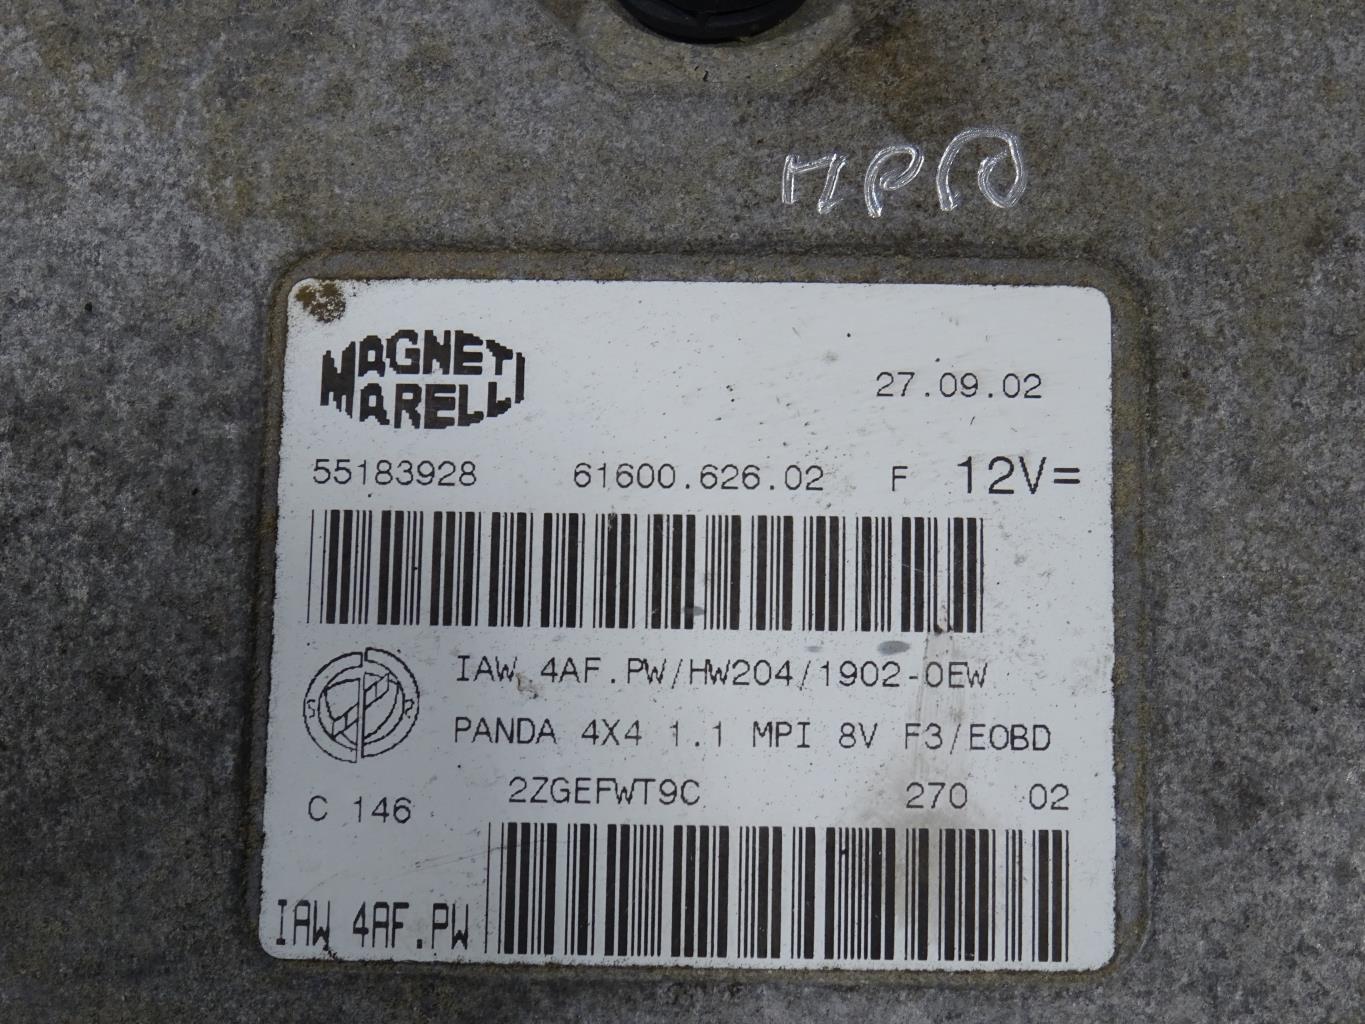 MAGNETI
MARELLI
27.09.02
55183928 61600.626.02 F 12V=
IAW 4AF.PW/HW204/1902-0EW
PANDA 4X4 1.1 MPI 8V F3/EOBD
C 146 2ZGEFWT9C 270 02
IAW 4AF.PW